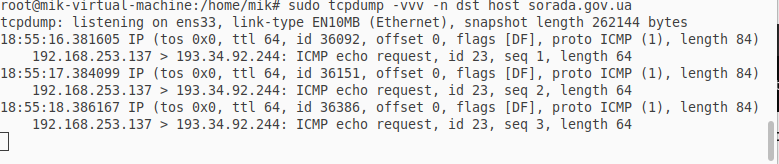 root@mik-virtual-machine:/home/mik# sudo tcpdump -vvv -n dst host sorada.gov.ua
tcpdump: listening on ens33, link-type EN10MB (Ethernet), snapshot length 262144 bytes
18:55:16.381605 IP (tos 0x0, ttl 64, id 36092, offset 0, flags [DF], proto ICMP (1), length 84)
    192.168.253.137 > 193.34.92.244: ICMP echo request, id 23, seq 1, length 64
18:55:17.384099 IP (tos 0x0, ttl 64, id 36151, offset 0, flags [DF], proto ICMP (1), length 84)
    192.168.253.137 > 193.34.92.244: ICMP echo request, id 23, seq 2, length 64
18:55:18.386167 IP (tos 0x0, ttl 64, id 36386, offset 0, flags [DF], proto ICMP (1), length 84)
    192.168.253.137 > 193.34.92.244: ICMP echo request, id 23, seq 3, length 64